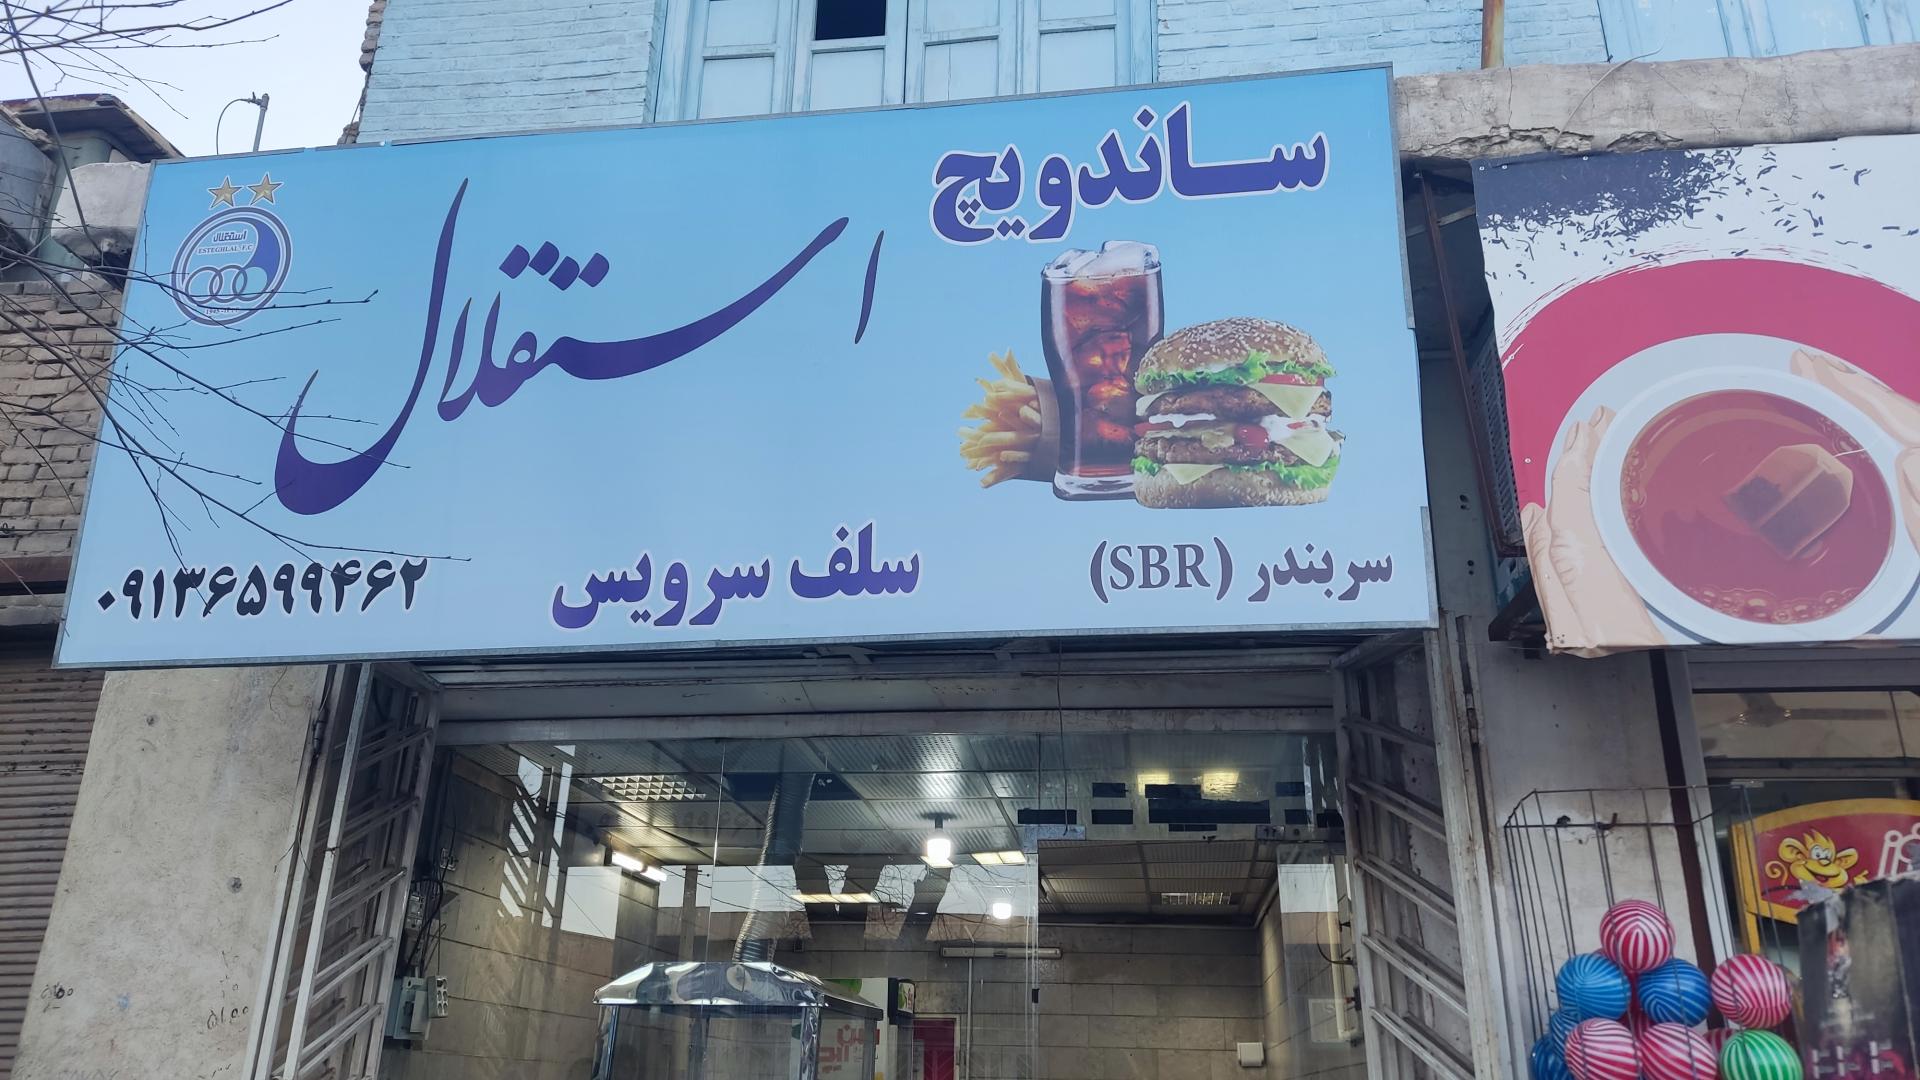 ساندویچ
استقلال
استقلال
ESTEGHLAL F.C
سربندر (SBR)
سلف سرویس
۰۹۱۳۶۵۹۹۴۶۲